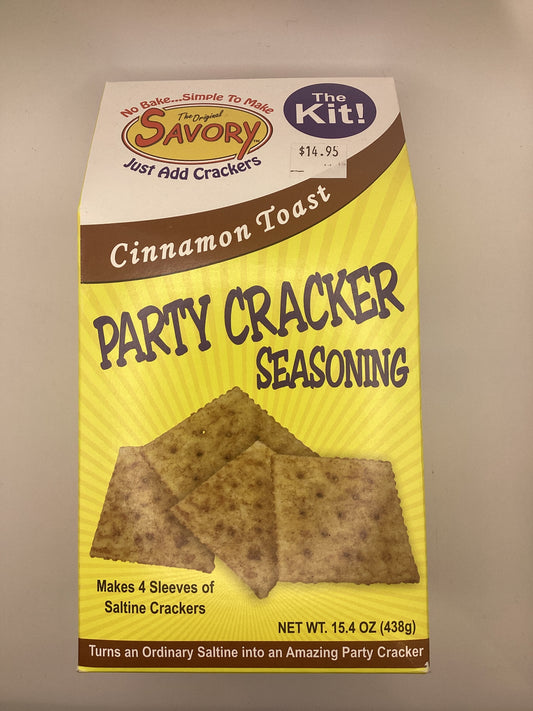 No Bake...Simple To Make
The Original
SAVORY™
Just Add Crackers
The
Kit!
$14.95
Cinnamon Toast
PARTY CRACKER
SEASONING
Makes 4 Sleeves of
Saltine Crackers
NET WT. 15.4 OZ (438g)
Turns an Ordinary Saltine into an Amazing Party Cracker